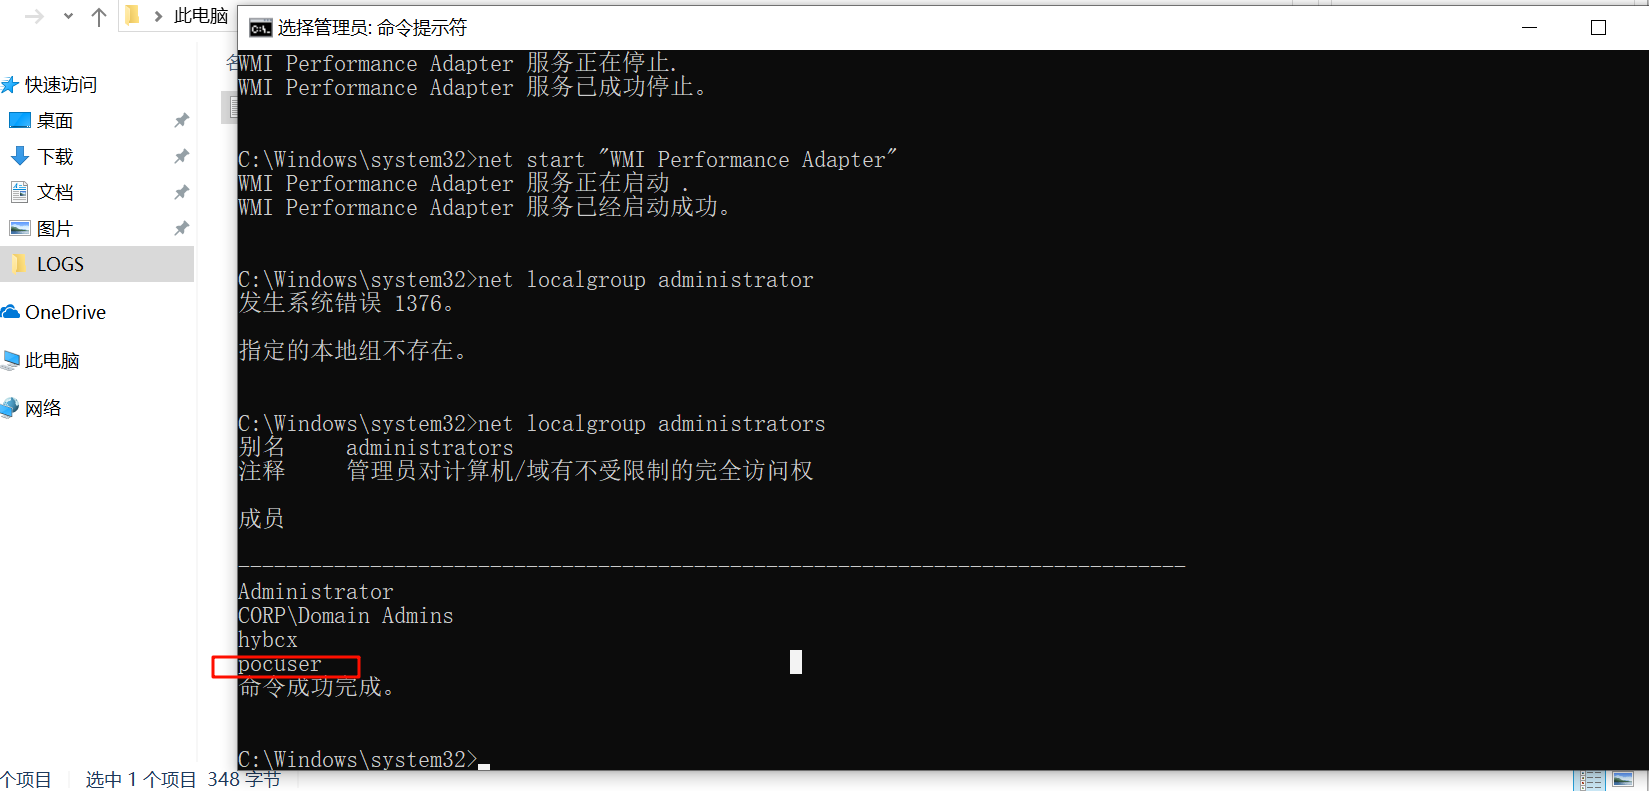 此电脑
选择管理员: 命令提示符
快速访问
桌面
下载
文档
图片
LOGS
OneDrive
此电脑
网络
名
WMI Performance Adapter 服务正在停止.
WMI Performance Adapter 服务已成功停止。
C:\Windows\system32>net start "WMI Performance Adapter"
WMI Performance Adapter 服务正在启动 .
WMI Performance Adapter 服务已经启动成功。
C:\Windows\system32>net localgroup administrator
发生系统错误 1376。
指定的本地组不存在。
C:\Windows\system32>net localgroup administrators
别名     administrators
注释     管理员对计算机/域有不受限制的完全访问权
成员
-------------------------------------------------------------------------------
Administrator
CORP\Domain Admins
hybcx
pocuser
命令成功完成。
C:\Windows\system32>
个项目 选中 1 个项目 348 字节